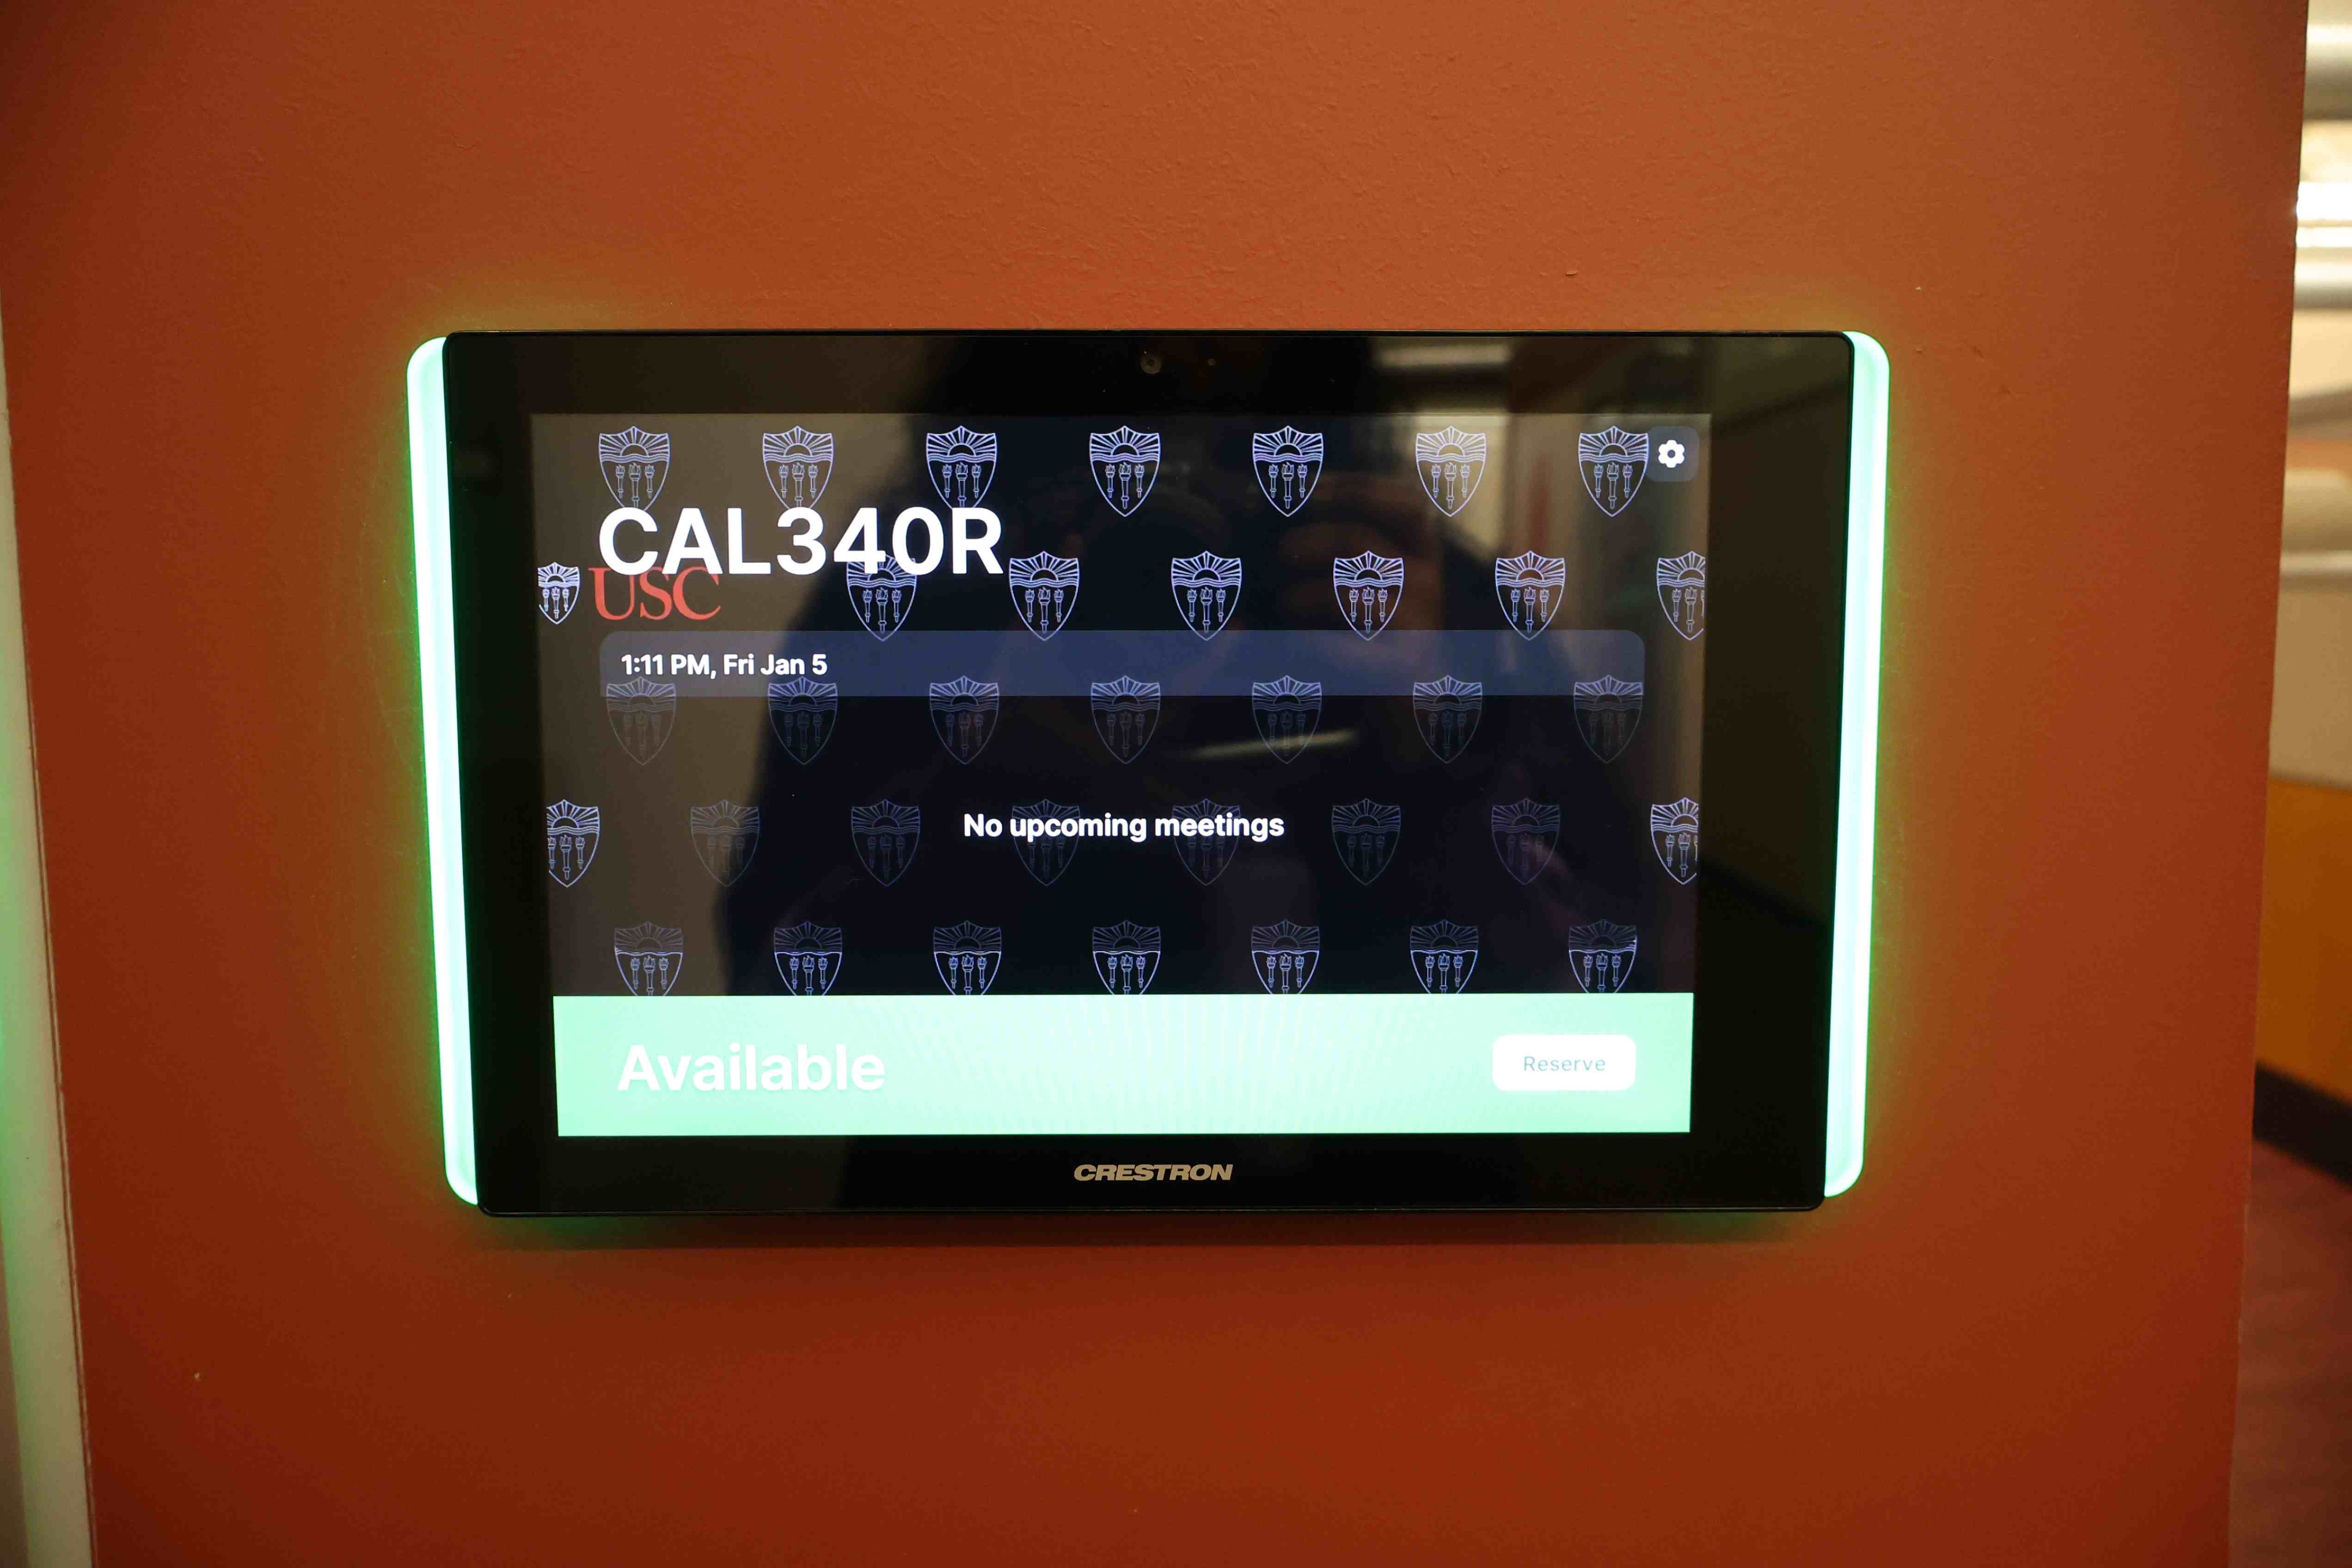 CAL340R
USC
1:11 PM, Fri Jan 5
No upcoming meetings
Available
Reserve
CRESTRON